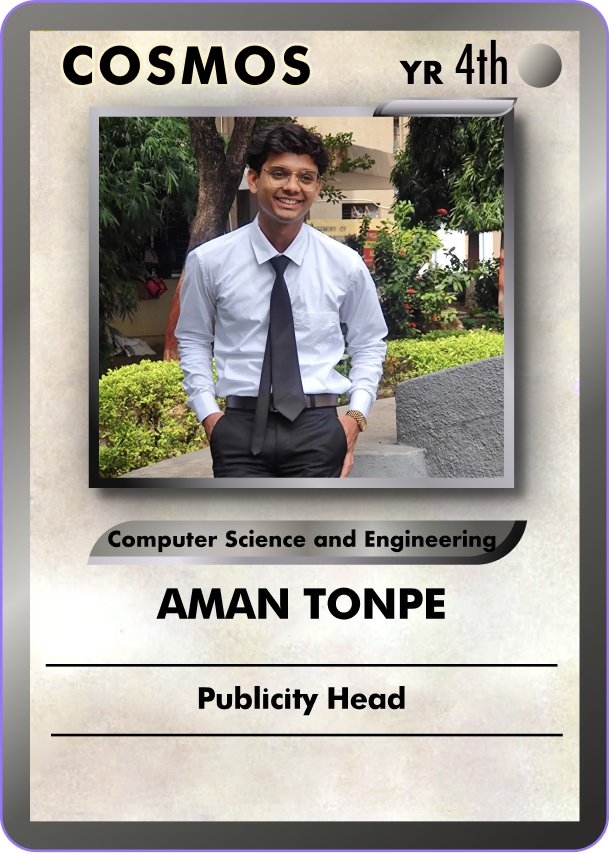 COSMOS YR 4th
Computer Science and Engineering
AMAN TONPE
Publicity Head